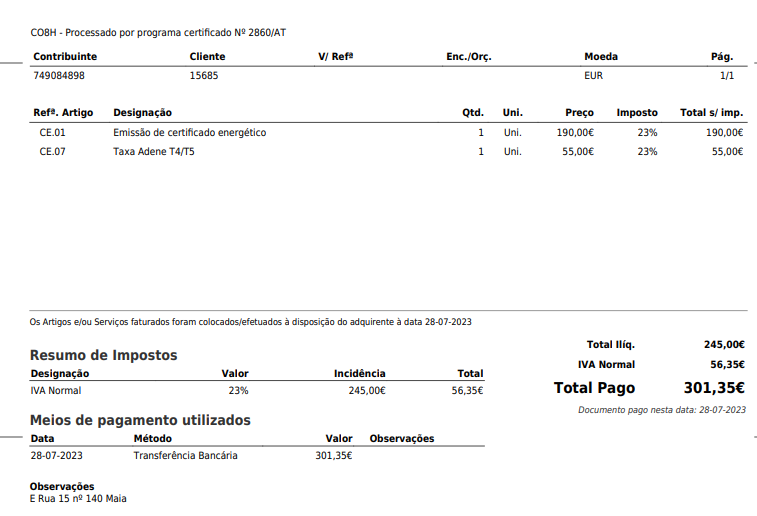 CO8H - Processado por programa certificado Nº 2860/AT
Contribuinte Cliente V/ Refª Enc./Orç. Moeda Pág.
749084898 15685 EUR 1/1
Refª. Artigo Designação Qtd. Uni. Preço Imposto Total s/ imp.
CE.01 Emissão de certificado energético 1 Uni. 190,00€ 23% 190,00€
CE.07 Taxa Adene T4/T5 1 Uni. 55,00€ 23% 55,00€
Os Artigos e/ou Serviços faturados foram colocados/efetuados à disposição do adquirente à data 28-07-2023
Total Ilíq. 245,00€
IVA Normal 56,35€
Total Pago 301,35€
Documento pago nesta data: 28-07-2023
Resumo de Impostos
Designação Valor Incidência Total
IVA Normal 23% 245,00€ 56,35€
Meios de pagamento utilizados
Data Método Valor Observações
28-07-2023 Transferência Bancária 301,35€
Observações
E Rua 15 nº 140 Maia